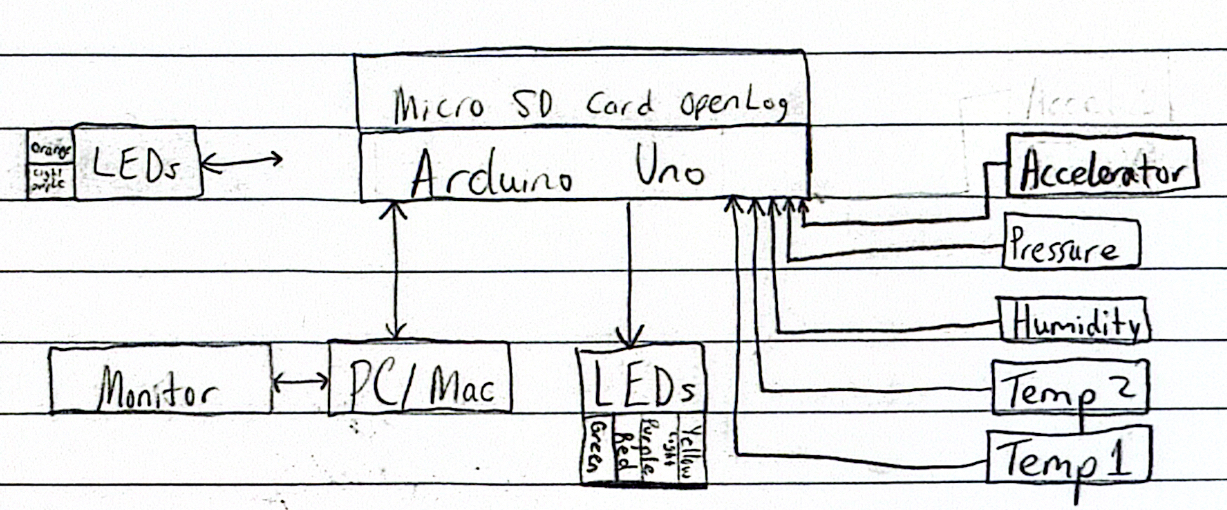 Micro SD Card OpenLog
Arduino Uno
Orange
Light
purple
LEDs
Accelerator
Pressure
Humidity
Temp 2
Temp 1
Monitor
PC/Mac
LEDs
Green
Red
Purple
Light
Yellow